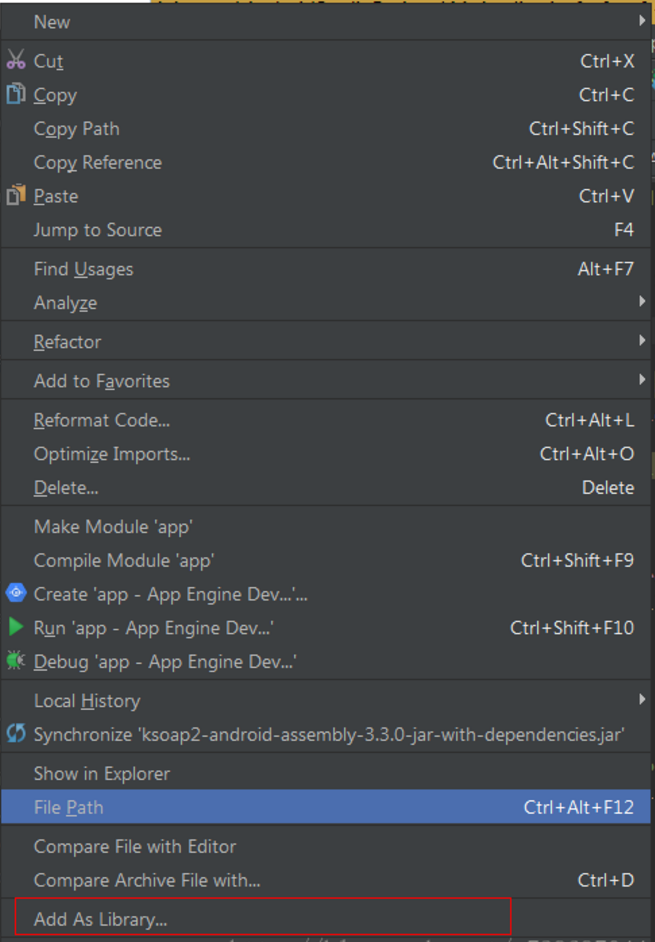 New
Cut Ctrl+X
Copy Ctrl+C
Copy Path Ctrl+Shift+C
Copy Reference Ctrl+Alt+Shift+C
Paste Ctrl+V
Jump to Source F4
Find Usages Alt+F7
Analyze
Refactor
Add to Favorites
Reformat Code... Ctrl+Alt+L
Optimize Imports... Ctrl+Alt+O
Delete... Delete
Make Module 'app'
Compile Module 'app' Ctrl+Shift+F9
Create 'app - App Engine Dev...'...
Run 'app - App Engine Dev...' Ctrl+Shift+F10
Debug 'app - App Engine Dev...'
Local History
Synchronize 'ksoap2-android-assembly-3.3.0-jar-with-dependencies.jar'
Show in Explorer
File Path Ctrl+Alt+F12
Compare File with Editor
Compare Archive File with... Ctrl+D
Add As Library...